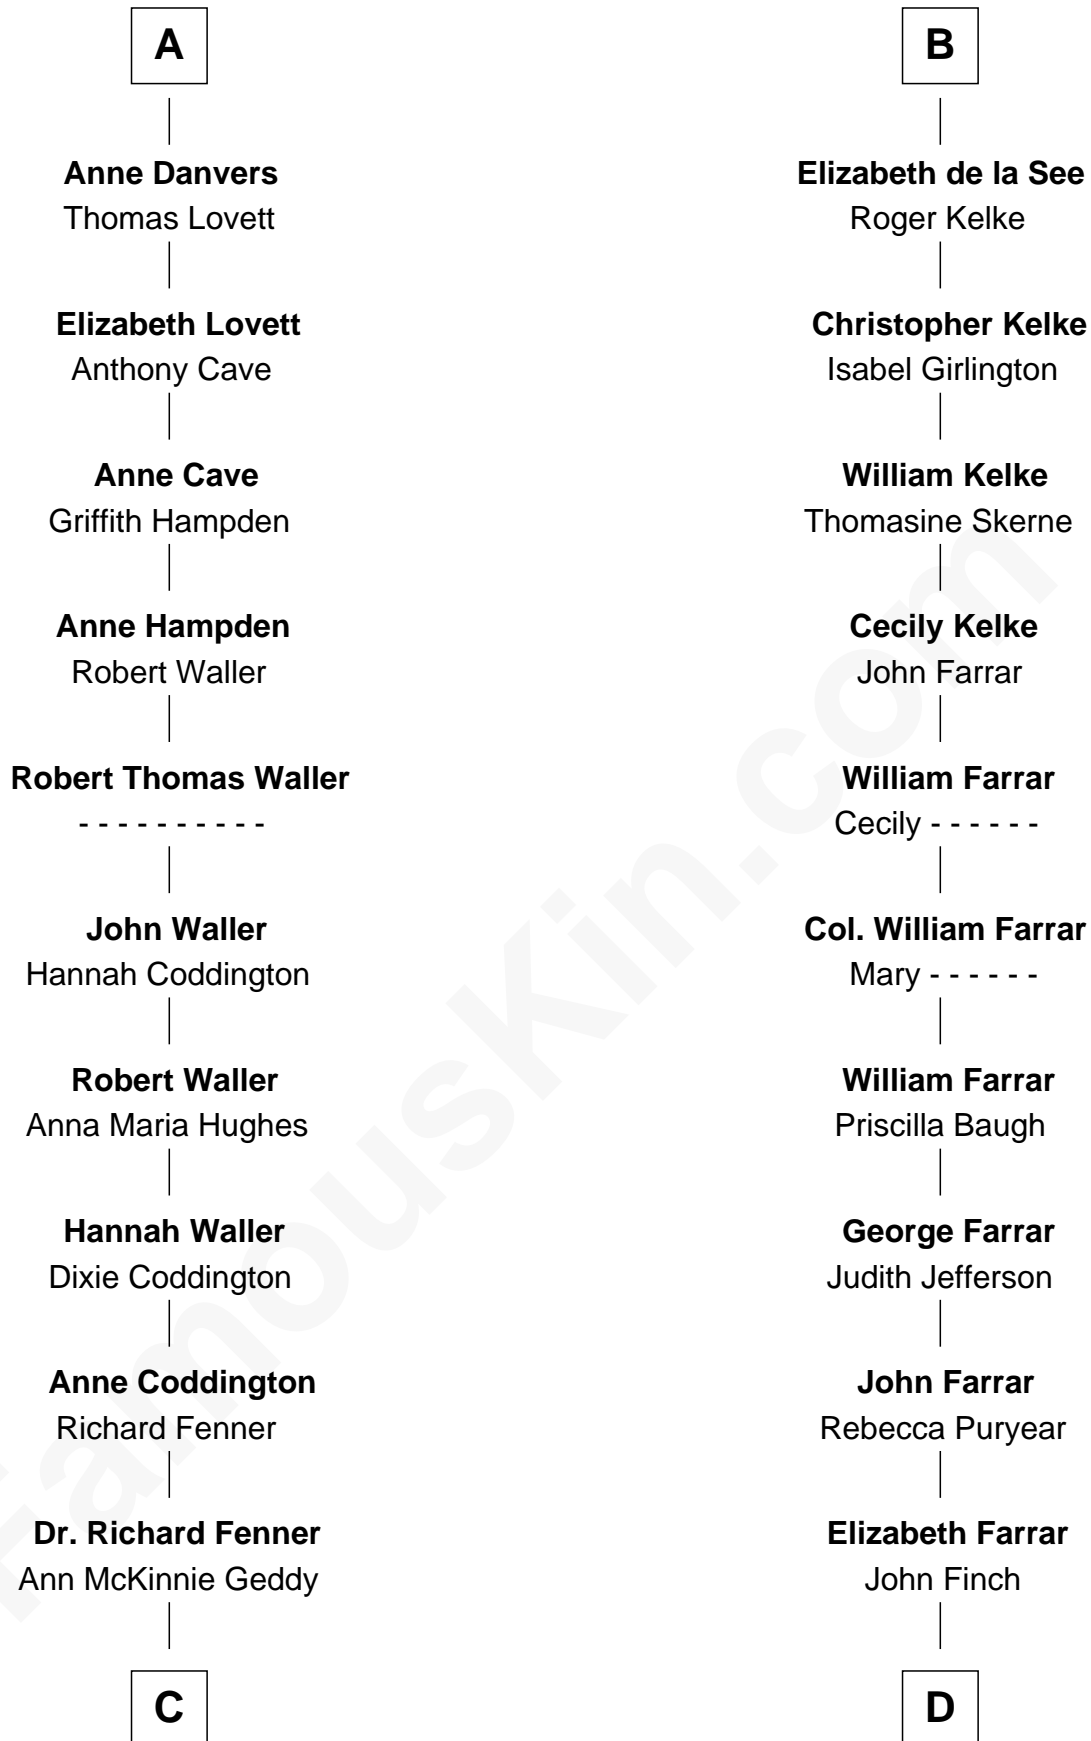 A
Anne Danvers
Thomas Lovett
Elizabeth Lovett
Anthony Cave
Anne Cave
Griffith Hampden
Anne Hampden
Robert Waller
Robert Thomas Waller
- - - - - - - - - -
John Waller
Hannah Coddington
Robert Waller
Anna Maria Hughes
Hannah Waller
Dixie Coddington
Anne Coddington
Richard Fenner
Dr. Richard Fenner
Ann McKinnie Geddy
C
B
Elizabeth de la See
Roger Kelke
Christopher Kelke
Isabel Girlington
William Kelke
Thomasine Skerne
Cecily Kelke
John Farrar
William Farrar
Cecily - - - - - -
Col. William Farrar
Mary - - - - - -
William Farrar
Priscilla Baugh
George Farrar
Judith Jefferson
John Farrar
Rebecca Puryear
Elizabeth Farrar
John Finch
D
FamousKin.com